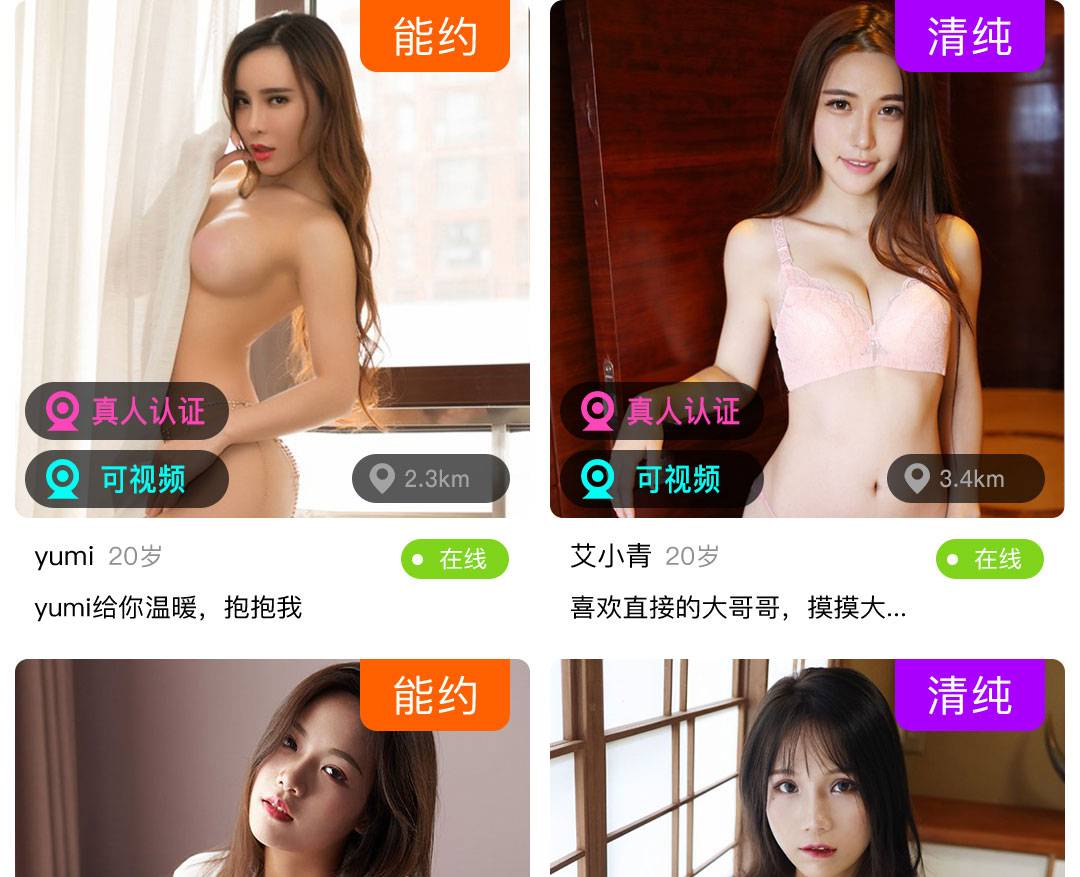 能约
清纯
真人认证
真人认证
可视频
2.3km
可视频
3.4km
yumi 20岁
在线
艾小青 20岁
在线
yumi给你温暖，抱抱我
喜欢直接的大哥哥，摸摸大...
能约
清纯